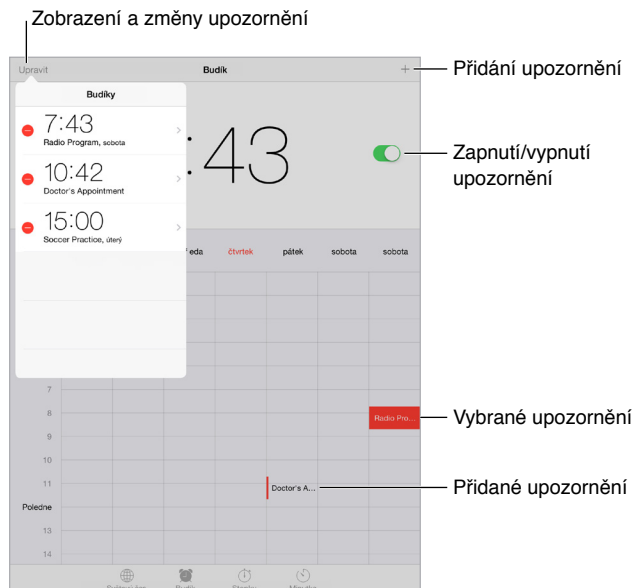 Zobrazení a změny upozornění
Upravit
Budík
+
Přidání upozornění
Budíky
7:43
Radio Program, sobota
10:42
Doctor's Appointment
15:00
Soccer Practice, úterý
:43
Zapnutí/vypnutí
upozornění
eda
čtvrtek
pátek
sobota
sobota
7
8
Radio Pro...
Vybrané upozornění
9
10
11
Doctor's A...
Přidané upozornění
Poledne
13
14
Budík